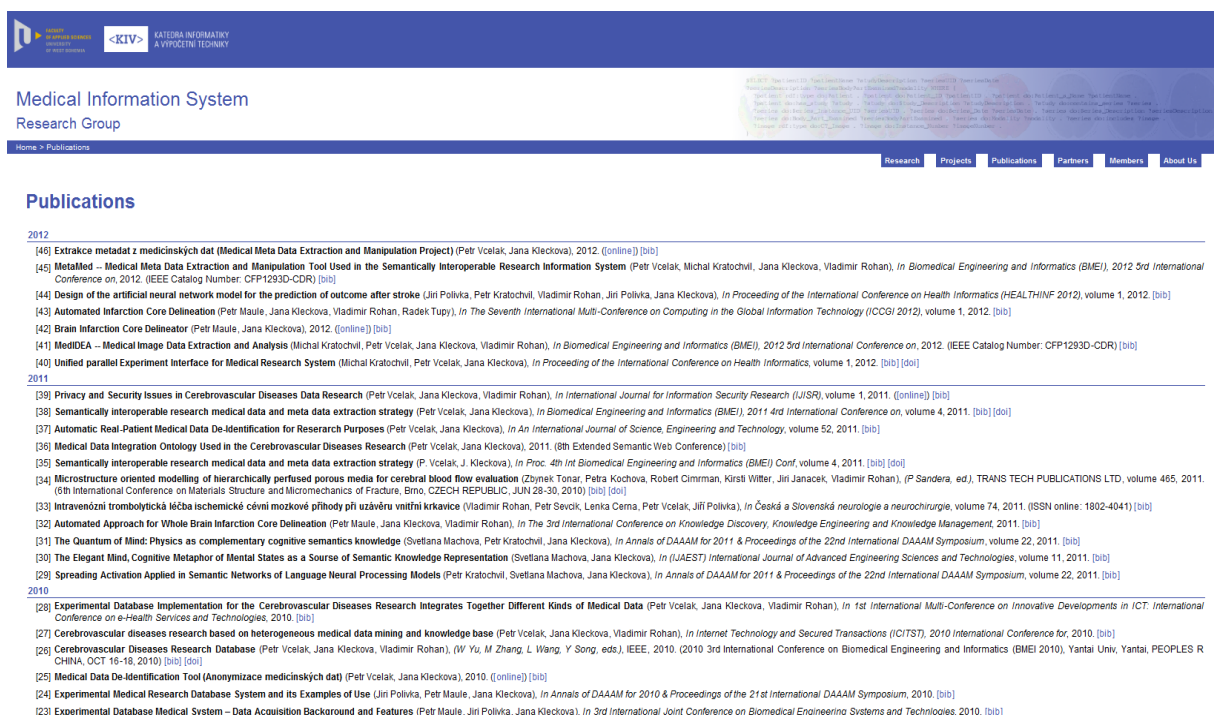 FACULTY
OF APPLIED SCIENCES
UNIVERSITY
OF WEST BOHEMIA
<KIV>
KATEDRA INFORMATIKY
A VÝPOČETNÍ TECHNIKY
Medical Information System
Research Group
Home > Publications
Research Projects Publications Partners Members About Us
Publications
2012
[46] Extrakce metadat z medicínských dat (Medical Meta Data Extraction and Manipulation Project) (Petr Vcelak, Jana Kleckova), 2012. ([online]) [bib]
[45] MetaMed -- Medical Meta Data Extraction and Manipulation Tool Used in the Semantically Interoperable Research Information System (Petr Vcelak, Michal Kratochvil, Jana Kleckova, Vladimir Rohan), In Biomedical Engineering and Informatics (BMEI), 2012 5rd International
Conference on, 2012. (IEEE Catalog Number: CFP1293D-CDR) [bib]
[44] Design of the artificial neural network model for the prediction of outcome after stroke (Jiri Polivka, Petr Kratochvil, Vladimir Rohan, Jiri Polivka, Jana Kleckova), In Proceeding of the International Conference on Health Informatics (HEALTHINF 2012), volume 1, 2012. [bib]
[43] Automated Infarction Core Delineation (Petr Maule, Jana Kleckova, Vladimir Rohan, Radek Tupy), In The Seventh International Multi-Conference on Computing in the Global Information Technology (ICCGI 2012), volume 1, 2012. [bib]
[42] Brain Infarction Core Delineator (Petr Maule, Jana Kleckova), 2012. ([online]) [bib]
[41] MedIDEA -- Medical Image Data Extraction and Analysis (Michal Kratochvil, Petr Vcelak, Jana Kleckova, Vladimir Rohan), In Biomedical Engineering and Informatics (BMEI), 2012 5rd International Conference on, 2012. (IEEE Catalog Number: CFP1293D-CDR) [bib]
[40] Unified parallel Experiment Interface for Medical Research System (Michal Kratochvil, Petr Vcelak, Jana Kleckova), In Proceeding of the International Conference on Health Informatics, volume 1, 2012. [bib] [doi]
2011
[39] Privacy and Security Issues in Cerebrovascular Diseases Data Research (Petr Vcelak, Jana Kleckova, Vladimir Rohan), In International Journal for Information Security Research (IJISR), volume 1, 2011. ([online]) [bib]
[38] Semantically interoperable research medical data and meta data extraction strategy (Petr Vcelak, Jana Kleckova), In Biomedical Engineering and Informatics (BMEI), 2011 4rd International Conference on, volume 4, 2011. [bib] [doi]
[37] Automatic Real-Patient Medical Data De-Identification for Reserarch Purposes (Petr Vcelak, Jana Kleckova), In An International Journal of Science, Engineering and Technology, volume 52, 2011. [bib]
[36] Medical Data Integration Ontology Used in the Cerebrovascular Diseases Research (Petr Vcelak, Jana Kleckova), 2011. (8th Extended Semantic Web Conference) [bib]
[35] Semantically interoperable research medical data and meta data extraction strategy (P. Vcelak, J. Kleckova), In Proc. 4th Int Biomedical Engineering and Informatics (BMEI) Conf, volume 4, 2011. [bib] [doi]
[34] Microstructure oriented modelling of hierarchically perfused porous media for cerebral blood flow evaluation (Zbynek Tonar, Petra Kochova, Robert Cimrman, Kirsti Witter, Jiri Janacek, Vladimir Rohan), (P Sandera, ed.), TRANS TECH PUBLICATIONS LTD, volume 465, 2011.
(6th International Conference on Materials Structure and Micromechanics of Fracture, Brno, CZECH REPUBLIC, JUN 28-30, 2010) [bib] [doi]
[33] Intravenózní trombolytická léčba ischemické cévní mozkové příhody při uzávěru vnitřní krkavice (Vladimir Rohan, Petr Sevcik, Lenka Cerna, Petr Vcelak, Jiří Polívka), In Česká a Slovenská neurologie a neurochirurgie, volume 74, 2011. (ISSN online: 1802-4041) [bib]
[32] Automated Approach for Whole Brain Infarction Core Delineation (Petr Maule, Jana Kleckova, Vladimir Rohan), In The 3rd International Conference on Knowledge Discovery, Knowledge Engineering and Knowledge Management, 2011. [bib]
[31] The Quantum of Mind: Physics as complementary cognitive semantics knowledge (Svetlana Machova, Petr Kratochvil, Jana Kleckova), In Annals of DAAAM for 2011 & Proceedings of the 22nd International DAAAM Symposium, volume 22, 2011. [bib]
[30] The Elegant Mind, Cognitive Metaphor of Mental States as a Sourse of Semantic Knowledge Representation (Svetlana Machova, Jana Kleckova), In (IJAEST) International Journal of Advanced Engineering Sciences and Technologies, volume 11, 2011. [bib]
[29] Spreading Activation Applied in Semantic Networks of Language Neural Processing Models (Petr Kratochvil, Svetlana Machova, Jana Kleckova), In Annals of DAAAM for 2011 & Proceedings of the 22nd International DAAAM Symposium, volume 22, 2011. [bib]
2010
[28] Experimental Database Implementation for the Cerebrovascular Diseases Research Integrates Together Different Kinds of Medical Data (Petr Vcelak, Jana Kleckova, Vladimir Rohan), In 1st International Multi-Conference on Innovative Developments in ICT: International
Conference on e-Health Services and Technologies, 2010. [bib]
[27] Cerebrovascular diseases research based on heterogeneous medical data mining and knowledge base (Petr Vcelak, Jana Kleckova, Vladimir Rohan), In Internet Technology and Secured Transactions (ICITST), 2010 International Conference for, 2010. [bib]
[26] Cerebrovascular Diseases Research Database (Petr Vcelak, Jana Kleckova, Vladimir Rohan), (W Yu, M Zhang, L Wang, Y Song, eds.), IEEE, 2010. (2010 3rd International Conference on Biomedical Engineering and Informatics (BMEI 2010), Yantai Univ, Yantai, PEOPLES R
CHINA, OCT 16-18, 2010) [bib] [doi]
[25] Medical Data De-Identification Tool (Anonymizace medicínských dat) (Petr Vcelak, Jana Kleckova), 2010. ([online]) [bib]
[24] Experimental Medical Research Database System and its Examples of Use (Jiri Polivka, Petr Maule, Jana Kleckova), In Annals of DAAAM for 2010 & Proceedings of the 21st International DAAAM Symposium, 2010. [bib]
[23] Experimental Database Medical System – Data Acquisition Background and Features (Petr Maule, Jiri Polivka, Jana Kleckova), In 3rd International Joint Conference on Biomedical Engineering Systems and Technlogies, 2010. [bib]